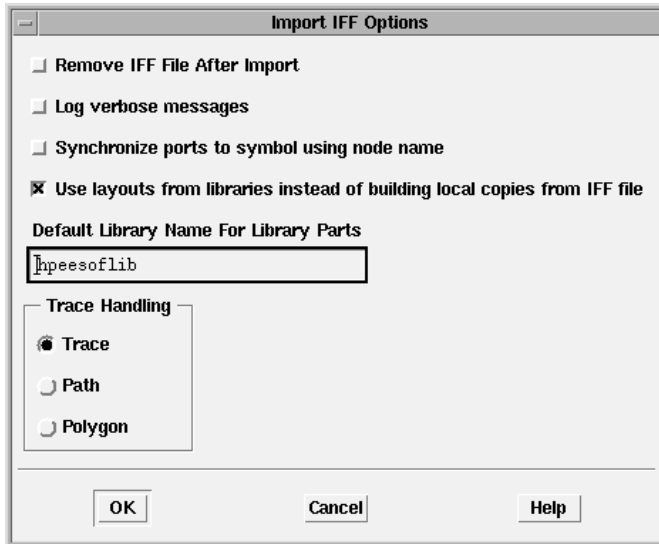 Import IFF Options
Remove IFF File After Import
Log verbose messages
Synchronize ports to symbol using node name
Use layouts from libraries instead of building local copies from IFF file
Default Library Name For Library Parts
hpeesoflib
Trace Handling
Trace
Path
Polygon
OK Cancel Help